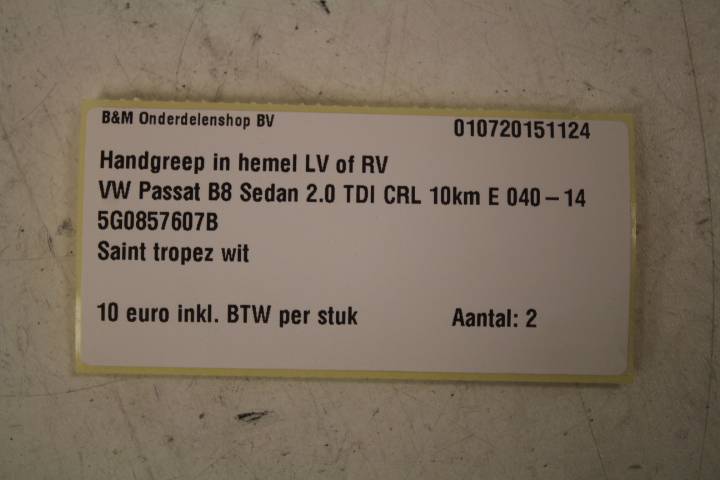 B&M Onderdelenshop BV 010720151124
Handgreep in hemel LV of RV
VW Passat B8 Sedan 2.0 TDI CRL 10km E 040-14
5G0857607B
Saint tropez wit
10 euro inkl. BTW per stuk Aantal: 2